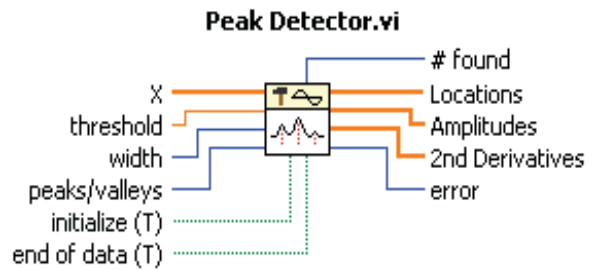 Peak Detector.vi
# found
X
Locations
threshold
Amplitudes
width
2nd Derivatives
peaks/valleys
error
initialize (T)
end of data (T)